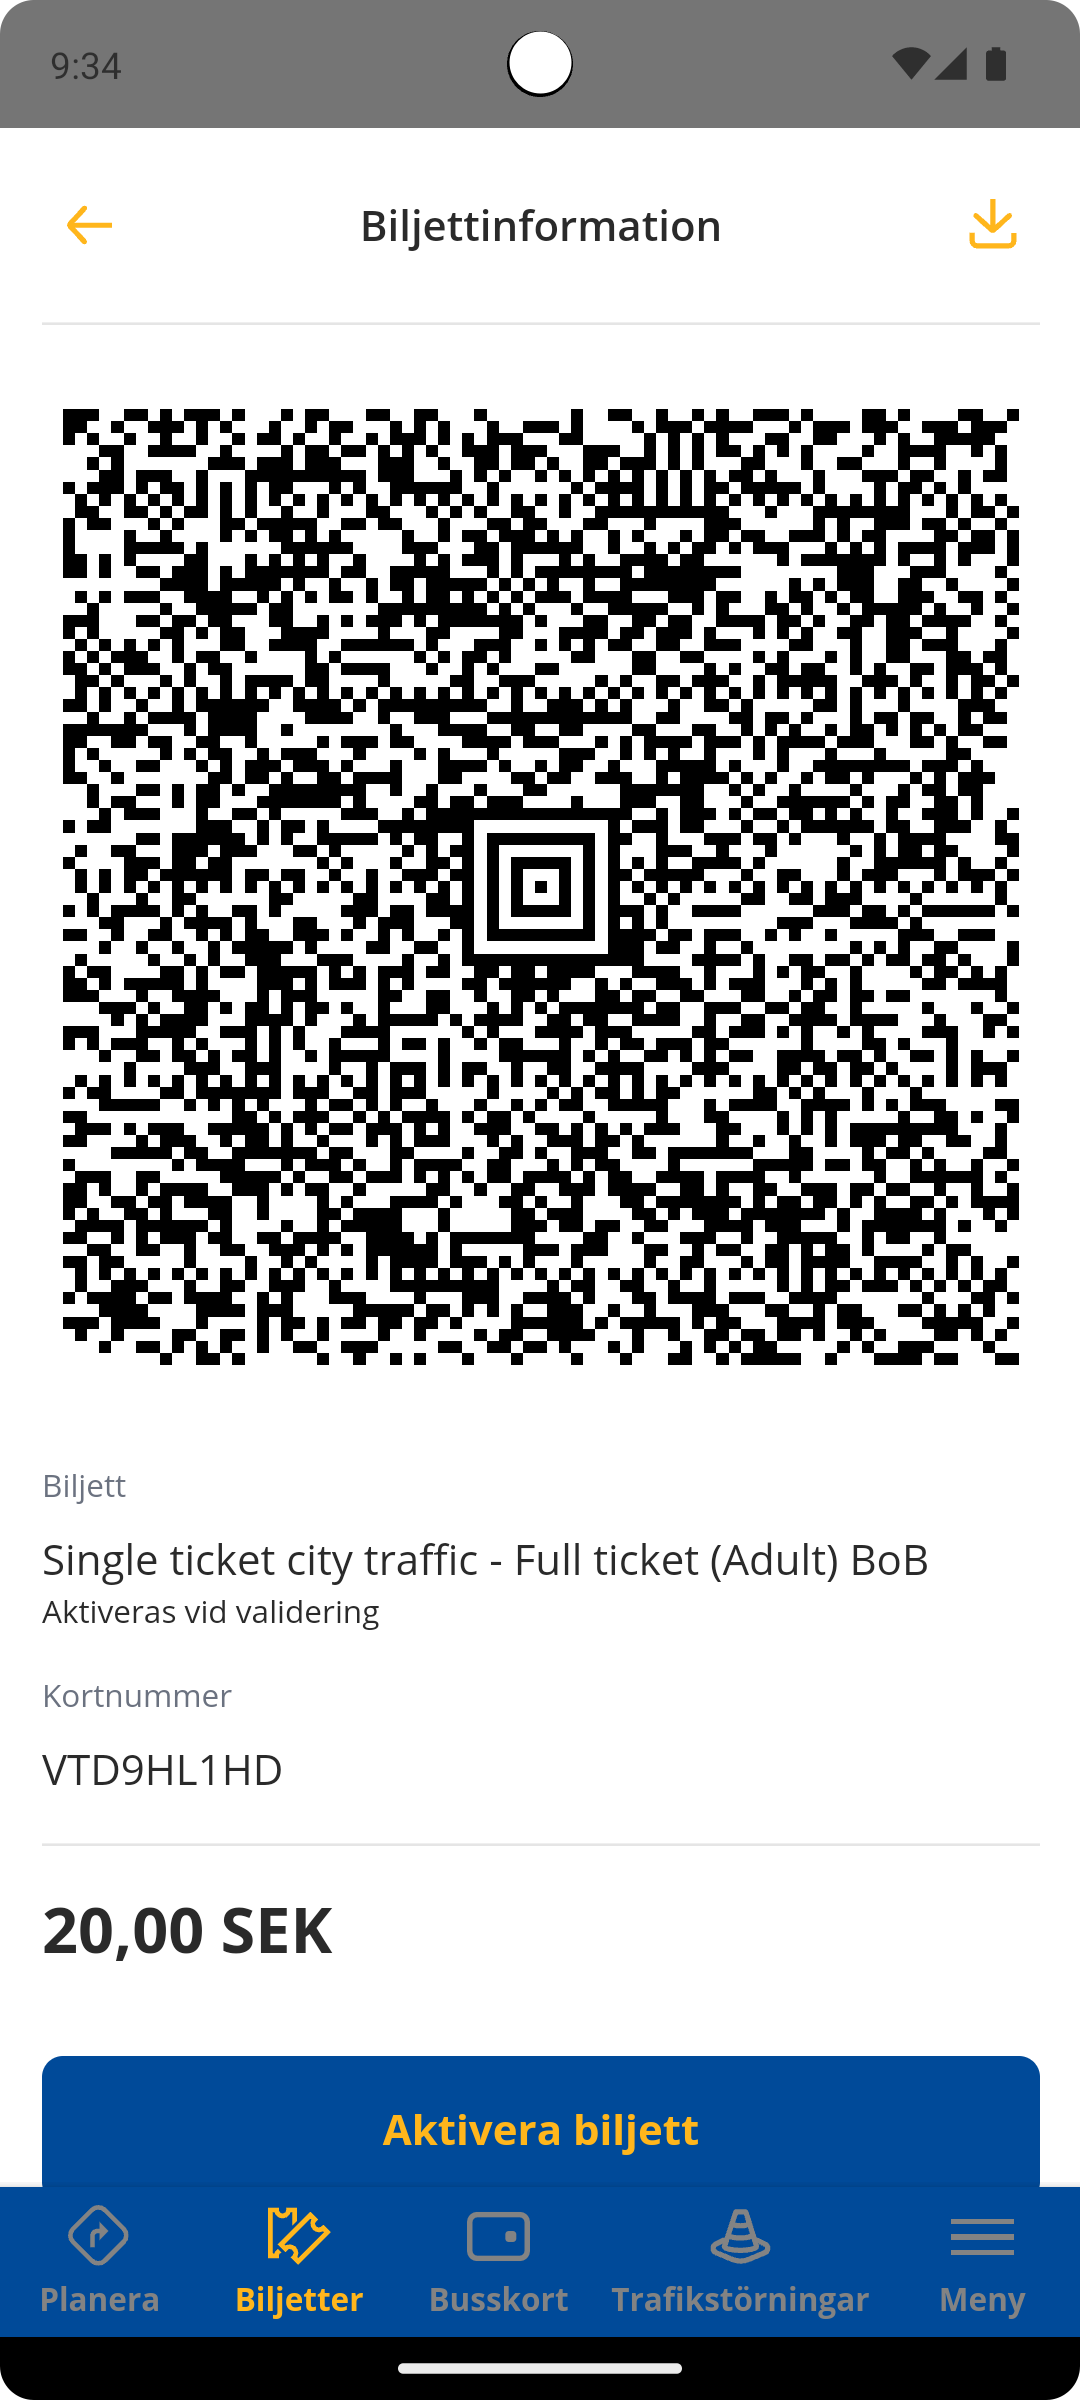 9:34
Biljettinformation
Biljett
Single ticket city traffic - Full ticket (Adult) BoB
Aktiveras vid validering
Kortnummer
VTD9HL1HD
20,00 SEK
Aktivera biljett
Planera
Biljetter
Busskort
Trafikstörningar
Meny